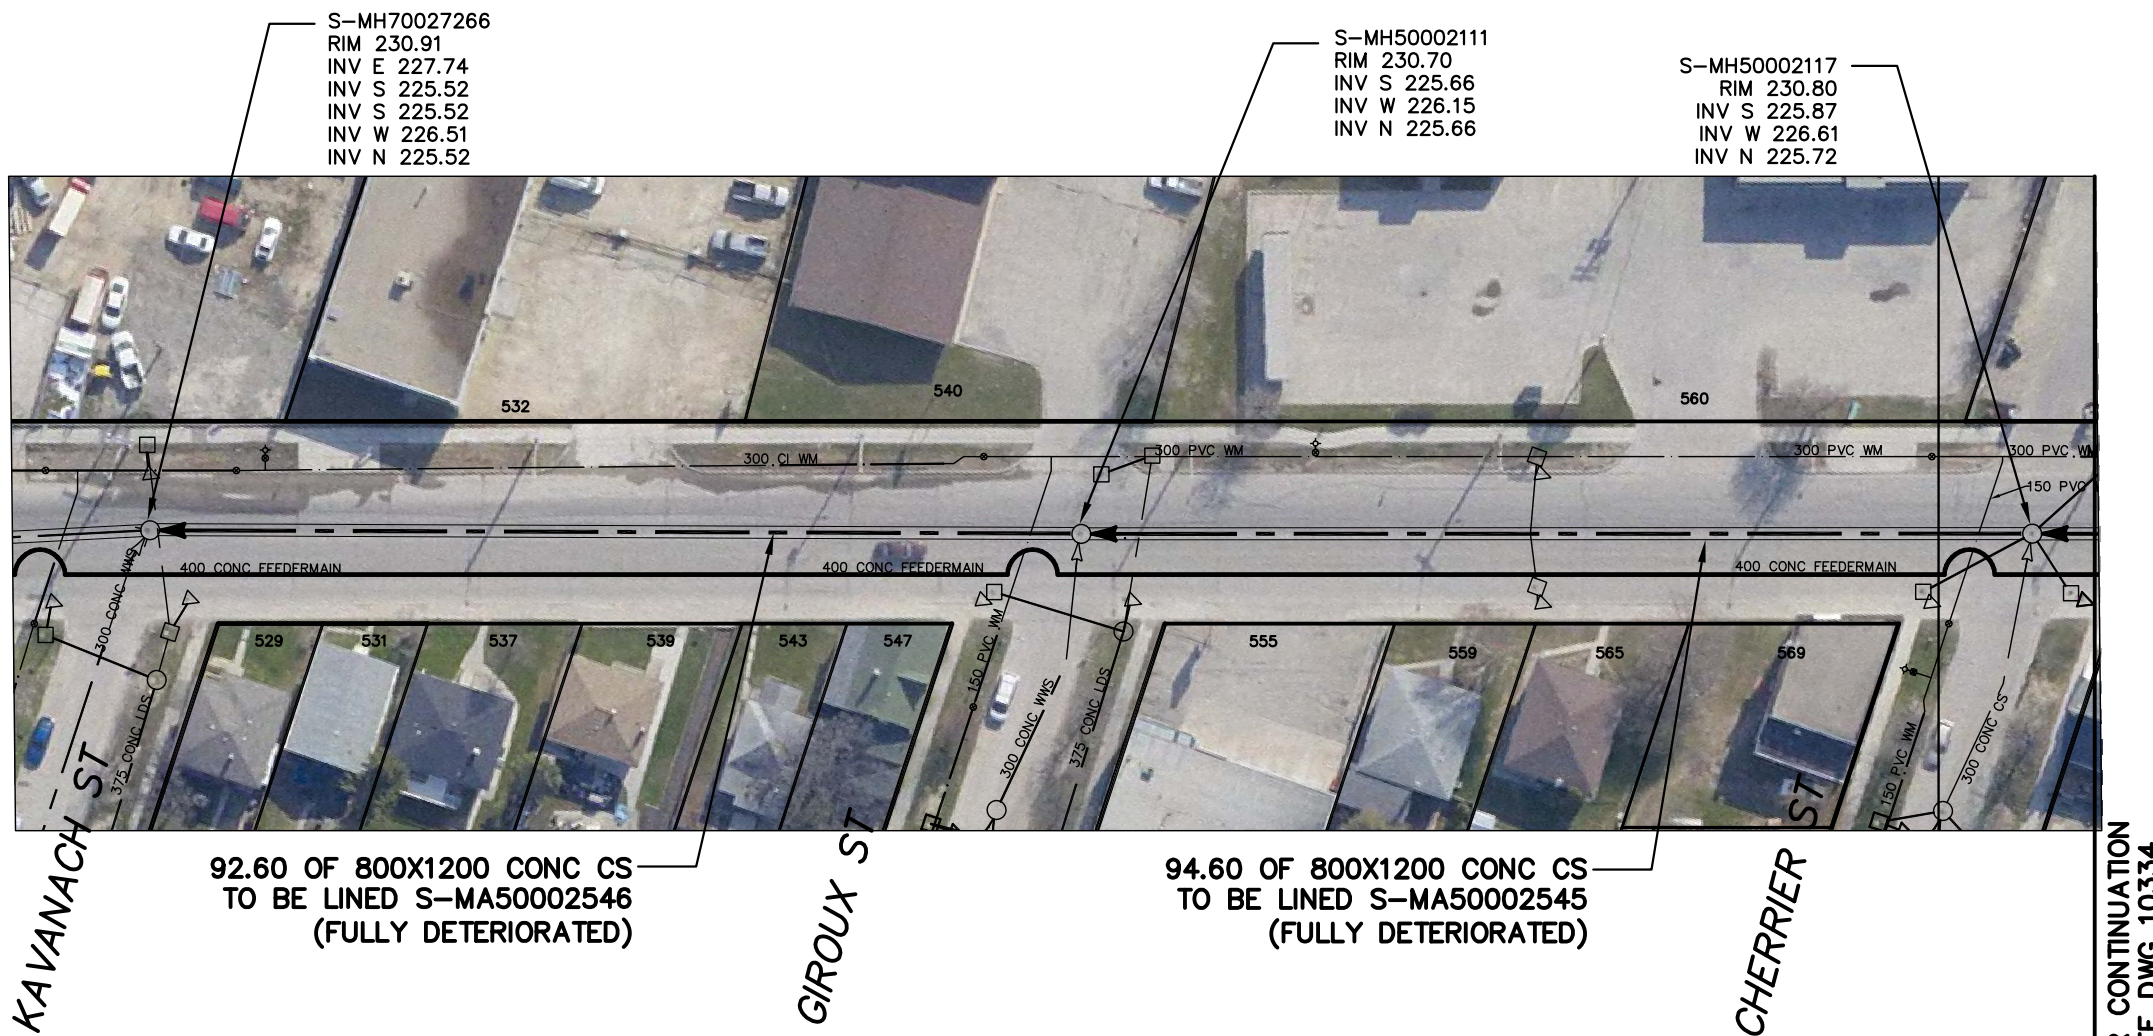 S-MH70027266
RIM 230.91
INV E 227.74
INV S 225.52
INV S 225.52
INV W 226.51
INV N 225.52
S-MH50002111
RIM 230.70
INV S 225.66
INV W 226.15
INV N 225.66
S-MH50002117
RIM 230.80
INV S 225.87
INV W 226.61
INV N 225.72
532
540
560
300 CI WM
300 PVC WM
300 PVC WM
300 PVC WM
150 PVC
400 CONC FEEDERMAIN
400 CONC FEEDERMAIN
400 CONC FEEDERMAIN
300 CONC WWS
375 CONC LDS
529
531
537
539
543
547
150 PVC WM
300 CONC WWS
375 CONC LDS
555
559
565
569
150 PVC WM
300 CONC CS
KAVANACH ST
GIROUX ST
CHERRIER ST
92.60 OF 800X1200 CONC CS
TO BE LINED S-MA50002546
(FULLY DETERIORATED)
94.60 OF 800X1200 CONC CS
TO BE LINED S-MA50002545
(FULLY DETERIORATED)
CONTINUATION
DWG 10334